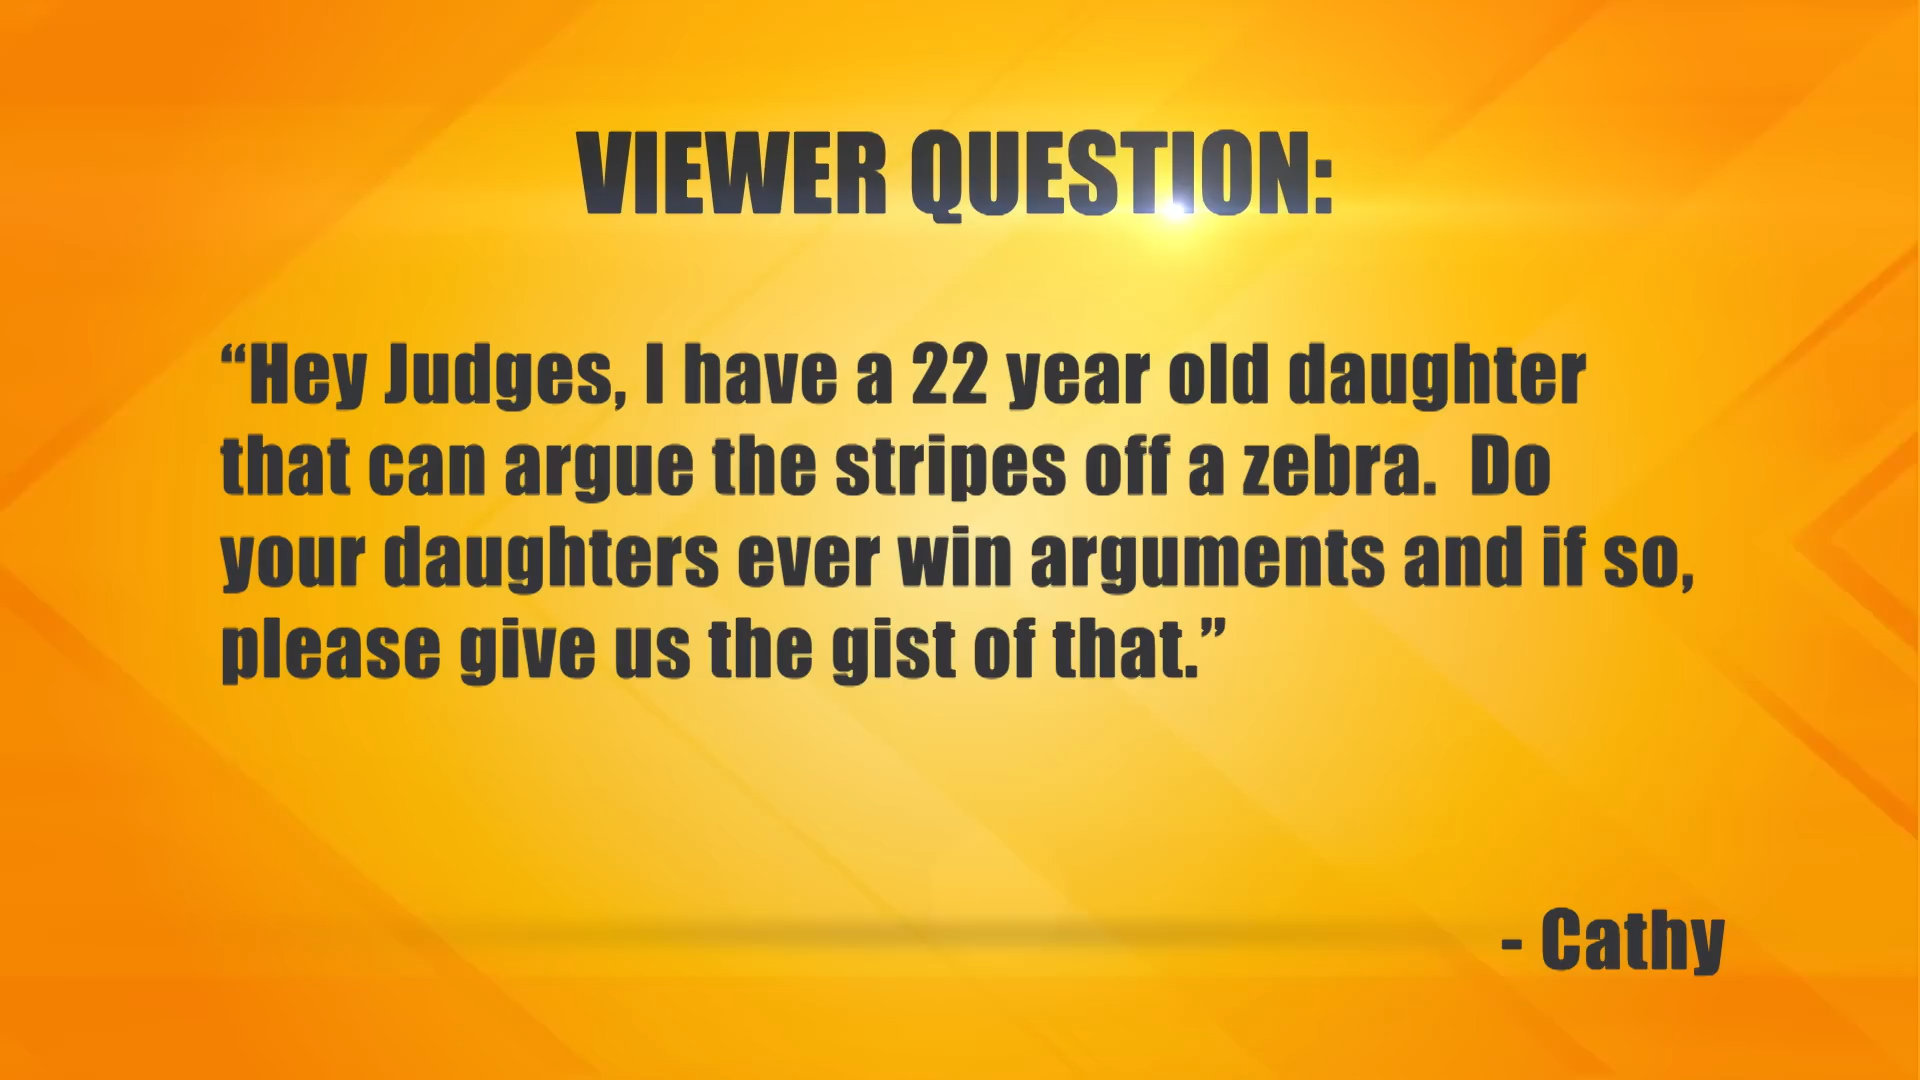 VIEWER QUESTION:
“Hey Judges, I have a 22 year old daughter
that can argue the stripes off a zebra.  Do
your daughters ever win arguments and if so,
please give us the gist of that.”
- Cathy